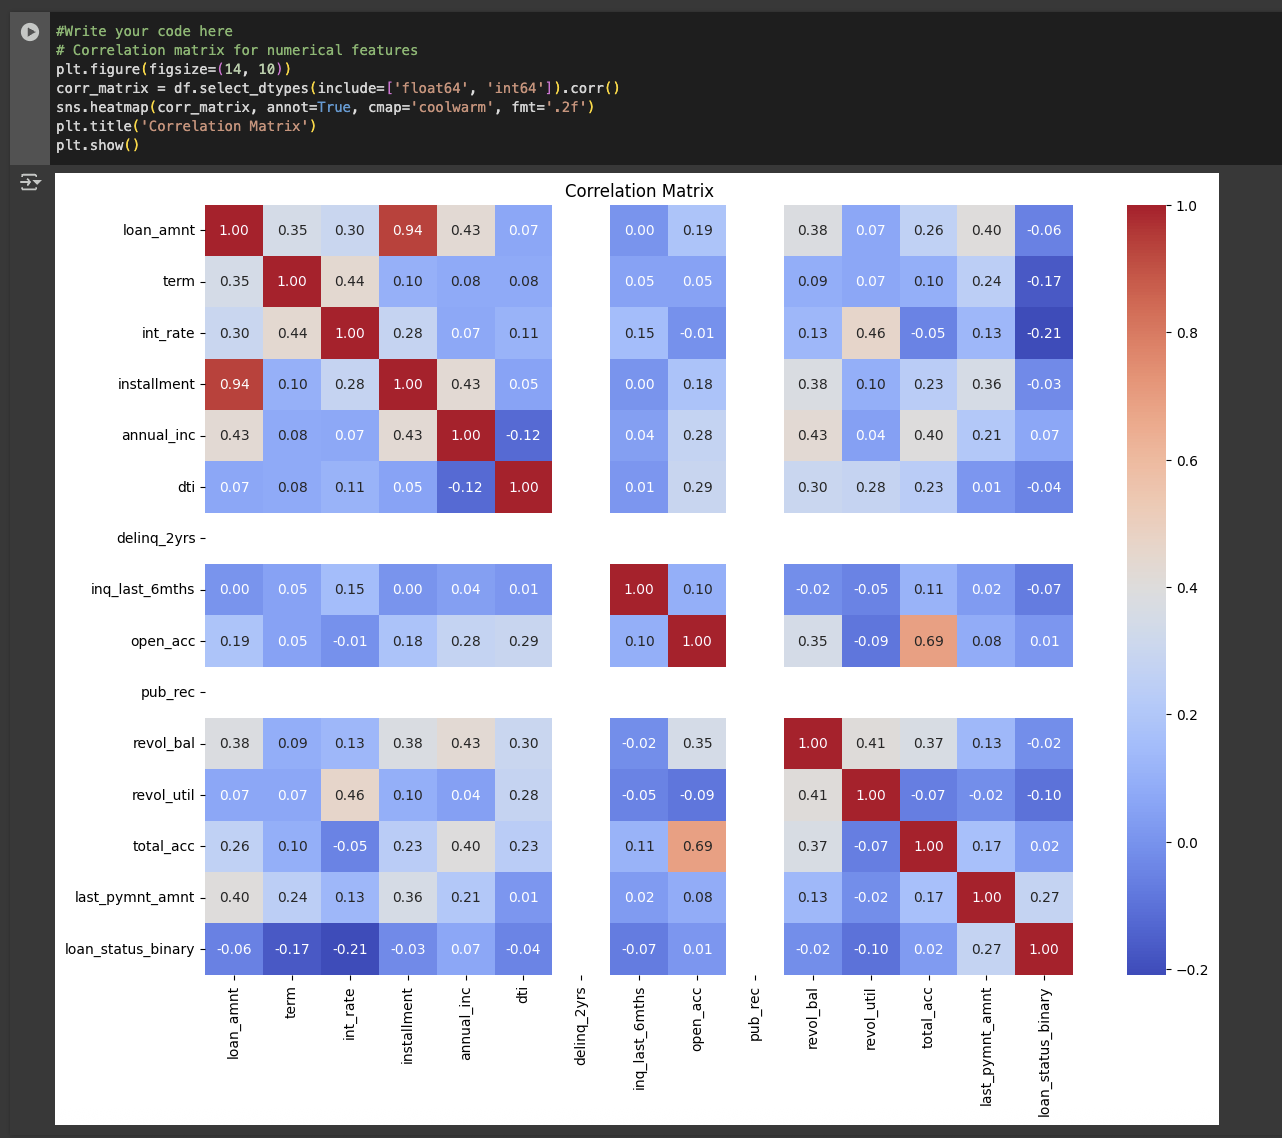 #Write your code here
# Correlation matrix for numerical features
plt.figure(figsize=(14, 10))
corr_matrix = df.select_dtypes(include=['float64', 'int64']).corr()
sns.heatmap(corr_matrix, annot=True, cmap='coolwarm', fmt='.2f')
plt.title('Correlation Matrix')
plt.show()
Correlation Matrix
loan_amnt 1.00 0.35 0.30 0.94 0.43 0.07 0.00 0.19 0.38 0.07 0.26 0.40 -0.06
term 0.35 1.00 0.44 0.10 0.08 0.08 0.05 0.05 0.09 0.07 0.10 0.24 -0.17
int_rate 0.30 0.44 1.00 0.28 0.07 0.11 0.15 -0.01 0.13 0.46 -0.05 0.13 -0.21
installment 0.94 0.10 0.28 1.00 0.43 0.05 0.00 0.18 0.38 0.10 0.23 0.36 -0.03
annual_inc 0.43 0.08 0.07 0.43 1.00 -0.12 0.04 0.28 0.43 0.04 0.40 0.21 0.07
dti 0.07 0.08 0.11 0.05 -0.12 1.00 0.01 0.29 0.30 0.28 0.23 0.01 -0.04
delinq_2yrs
inq_last_6mths 0.00 0.05 0.15 0.00 0.04 0.01 1.00 0.10 -0.02 -0.05 0.11 0.02 -0.07
open_acc 0.19 0.05 -0.01 0.18 0.28 0.29 0.10 1.00 0.35 -0.09 0.69 0.08 0.01
pub_rec
revol_bal 0.38 0.09 0.13 0.38 0.43 0.30 -0.02 0.35 1.00 0.41 0.37 0.13 -0.02
revol_util 0.07 0.07 0.46 0.10 0.04 0.28 -0.05 -0.09 0.41 1.00 -0.07 -0.02 -0.10
total_acc 0.26 0.10 -0.05 0.23 0.40 0.23 0.11 0.69 0.37 -0.07 1.00 0.17 0.02
last_pymnt_amnt 0.40 0.24 0.13 0.36 0.21 0.01 0.02 0.08 0.13 -0.02 0.17 1.00 0.27
loan_status_binary -0.06 -0.17 -0.21 -0.03 0.07 -0.04 -0.07 0.01 -0.02 -0.10 0.02 0.27 1.00
loan_amnt
term
int_rate
installment
annual_inc
dti
delinq_2yrs
inq_last_6mths
open_acc
pub_rec
revol_bal
revol_util
total_acc
last_pymnt_amnt
loan_status_binary
1.0
0.8
0.6
0.4
0.2
0.0
−0.2